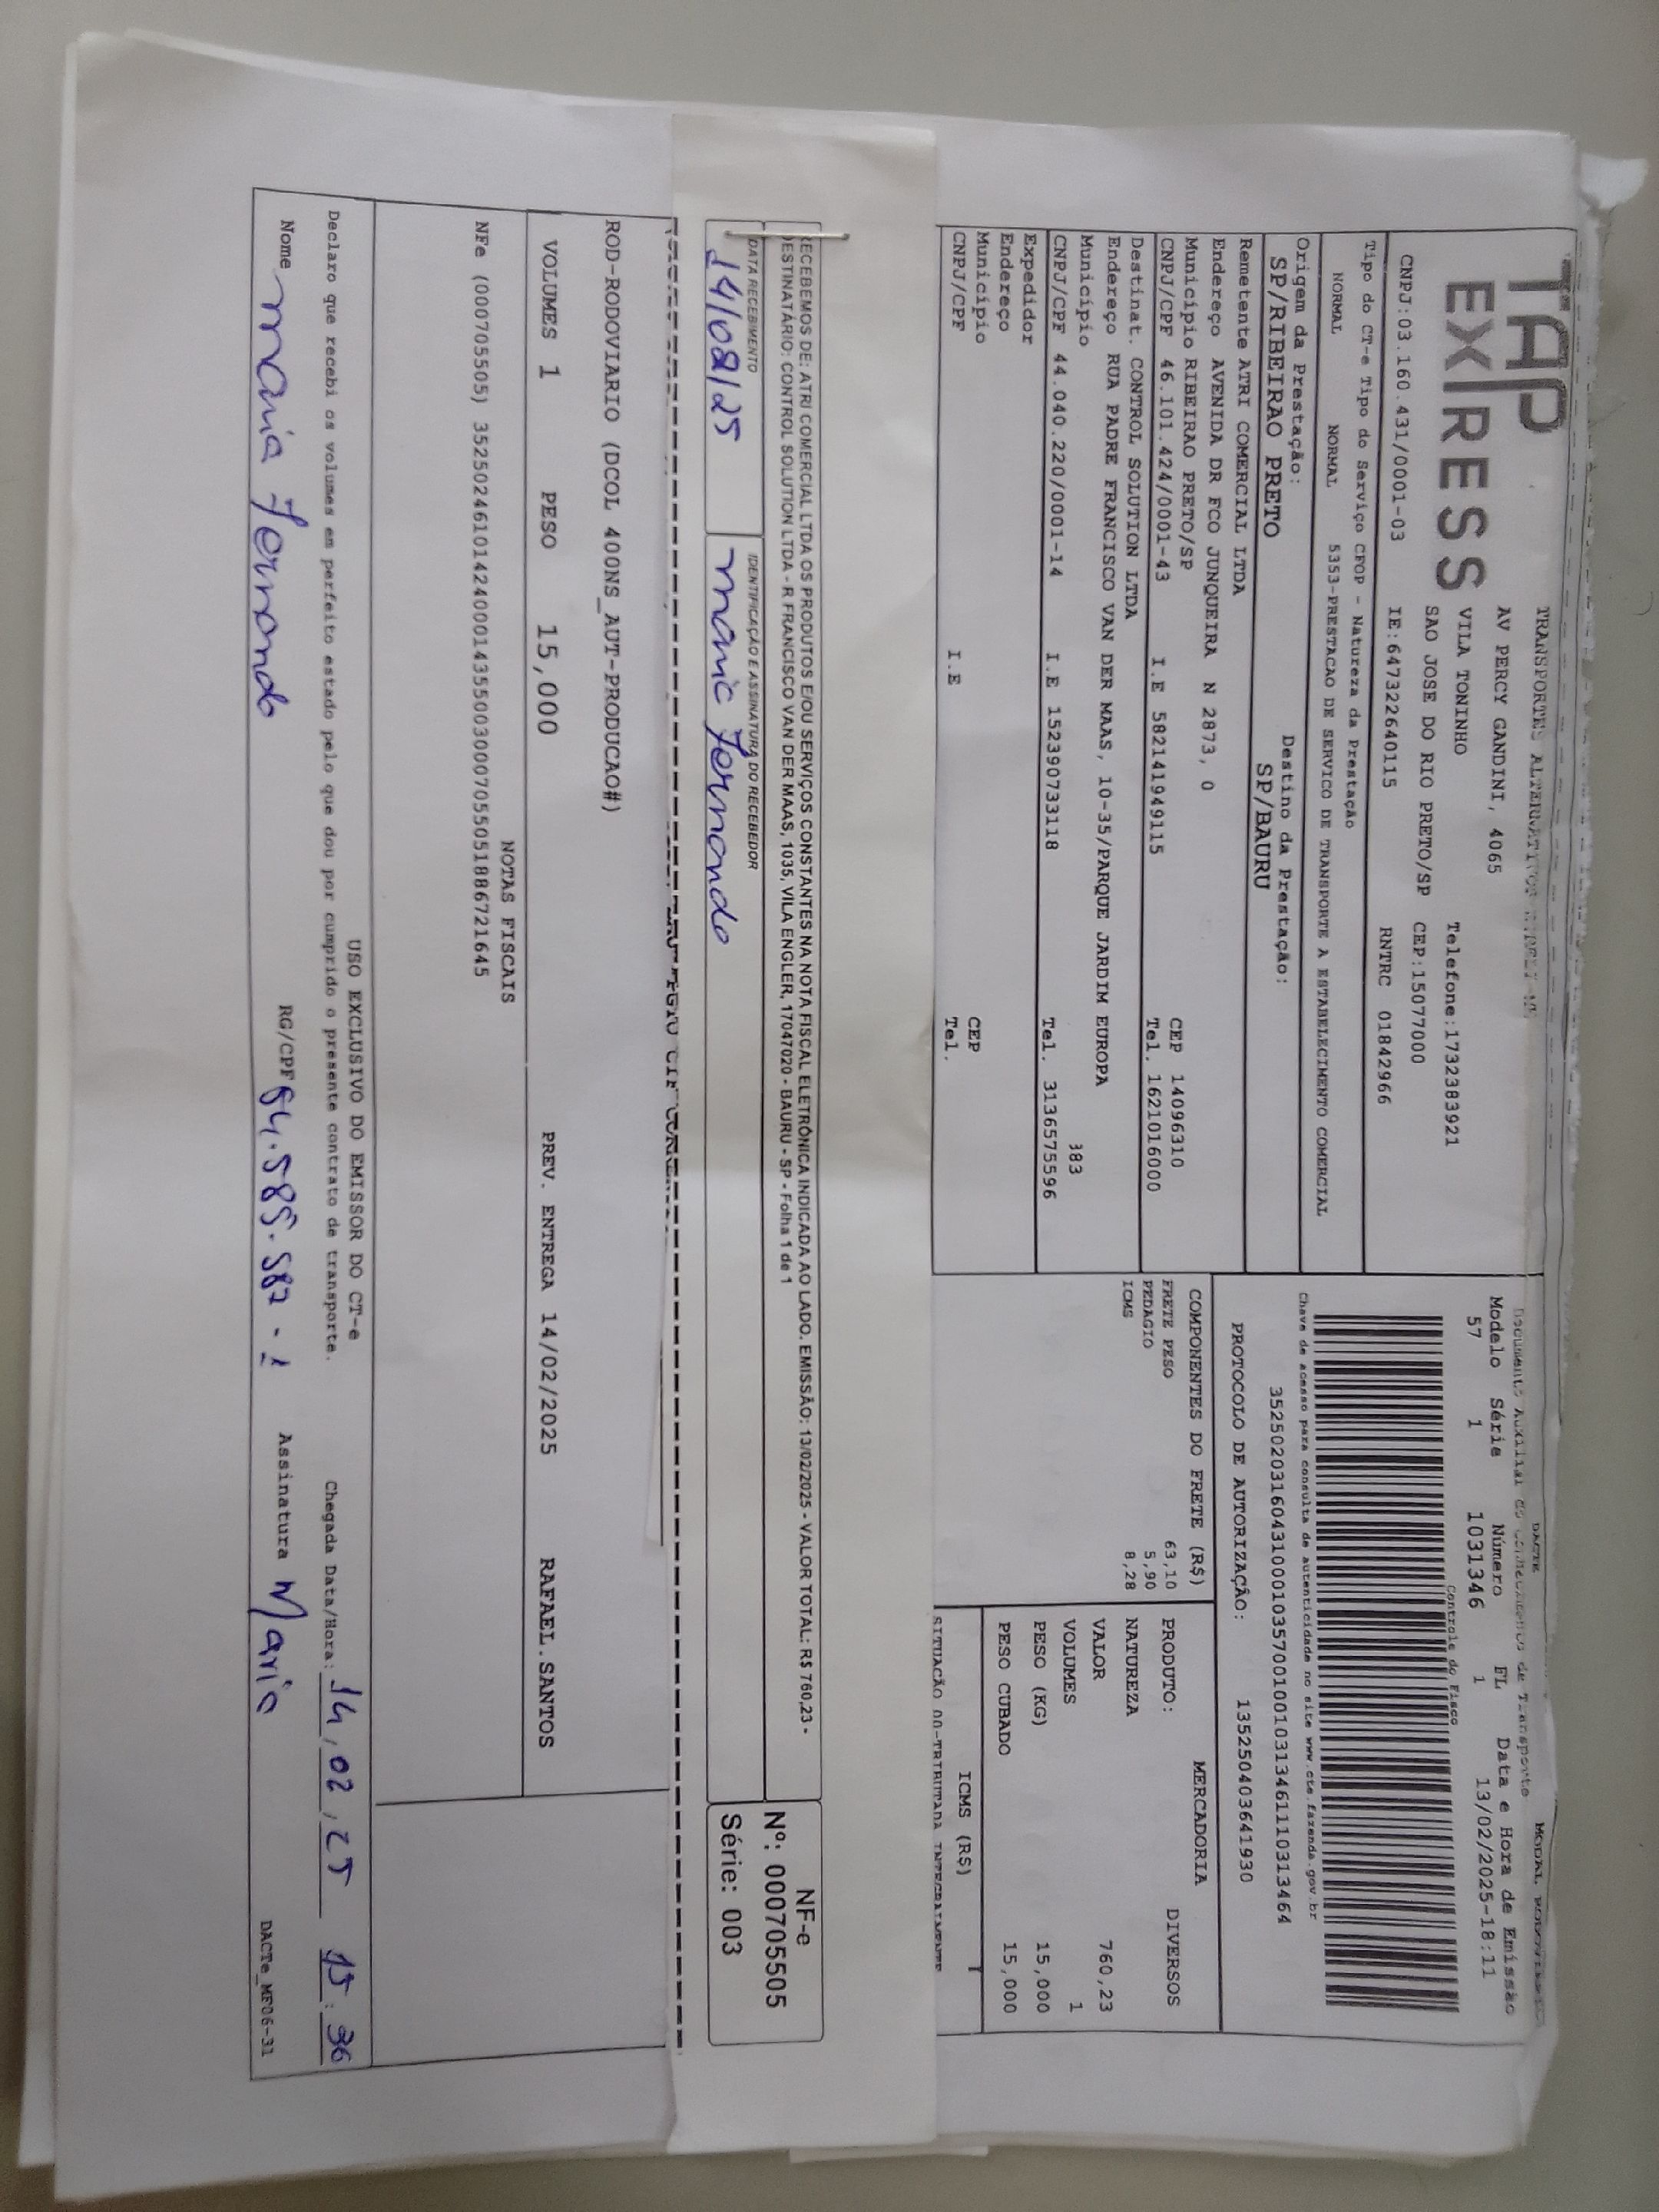 TAP
EXPRESS
TRANSPORTES
AV PERCY GANDINI, 4065
VILA TONINHO Telefone:1732383921
SAO JOSE DO RIO PRETO/SP CEP:15077000
CNPJ:03.160.431/0001-03 IE:647322640115 RNTRC 01842966
Tipo do CT-e Tipo do Serviço CFOP - Natureza da Prestação
NORMAL NORMAL 5353-PRESTACAO DE SERVICO DE TRANSPORTE A ESTABELECIMENTO COMERCIAL
Origem da Prestação: Destino da Prestação:
SP/RIBEIRAO PRETO SP/BAURU
Remetente ATRI COMERCIAL LTDA
Endereço AVENIDA DR FCO JUNQUEIRA N 2873, 0
Município RIBEIRAO PRETO/SP CEP 14096310
CNPJ/CPF 46.101.424/0001-43 I.E 582141949115 Tel. 1621016000
Destinat. CONTROL SOLUTION LTDA
Endereço RUA PADRE FRANCISCO VAN DER MAAS, 10-35/PARQUE JARDIM EUROPA
Município 383
CNPJ/CPF 44.040.220/0001-14 I.E 152390733118 Tel. 3136575596
Expedidor
Endereço
Município CEP
CNPJ/CPF I.E Tel.
DACTE
Documento Auxiliar do Conhecimento de Transporte
Modelo Série Número FL Data e Hora de Emissão
57 1 1031346 1 13/02/2025-18:11
Controle do Fisco
Chave de acesso para consulta de autenticidade no site www.cte.fazenda.gov.br
35250203160431000103570010010313461110313464
PROTOCOLO DE AUTORIZAÇÃO: 135250403641930
COMPONENTES DO FRETE (R$)
FRETE PESO 63,10
PEDAGIO 5,90
ICMS 8,28
MERCADORIA
PRODUTO: DIVERSOS
NATUREZA
VALOR 760,23
VOLUMES 1
PESO (KG) 15,000
PESO CUBADO 15,000
ICMS (R$)
SITUAÇÃO 00-TRIBUTADA INTEGRALMENTE
RECEBEMOS DE: ATRI COMERCIAL LTDA OS PRODUTOS E/OU SERVIÇOS CONSTANTES NA NOTA FISCAL ELETRÔNICA INDICADA AO LADO. EMISSÃO: 13/02/2025 - VALOR TOTAL: R$ 760,23 -
DESTINATÁRIO: CONTROL SOLUTION LTDA - R FRANCISCO VAN DER MAAS, 1035, VILA ENGLER, 17047020 - BAURU - SP - Folha 1 de 1
DATA RECEBIMENTO IDENTIFICAÇÃO E ASSINATURA DO RECEBEDOR
14/02/25 Maria Fernanda
NF-e
Nº: 000705505
Série: 003
ROD-RODOVIARIO (DCOL 400NS_AUT-PRODUCAO#)
VOLUMES 1 PESO 15,000 PREV. ENTREGA 14/02/2025 RAFAEL.SANTOS
NOTAS FISCAIS
NFe (000705505) 35250246101424000143550030007055051886721645
USO EXCLUSIVO DO EMISSOR DO CT-e
Declaro que recebi os volumes em perfeito estado pelo que dou por cumprido o presente contrato de transporte. Chegada Data/Hora: 14/02/25 15:36
Nome Maria Fernanda RG/CPF 64.585.587-1 Assinatura Maria
DACTe_MF06-31